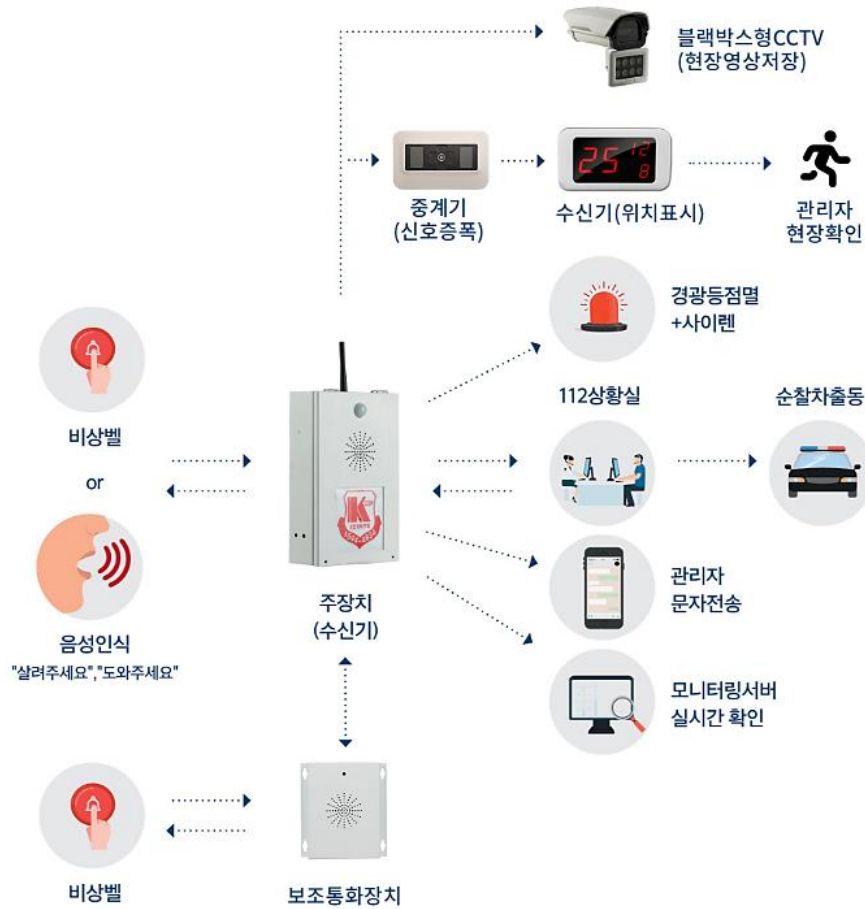 블랙박스형CCTV
(현장영상저장)
25 12
8
중계기
(신호증폭)
수신기(위치표시)
관리자
현장확인
경광등점멸
+사이렌
비상벨
or
음성인식
"살려주세요","도와주세요"
K
주장치
(수신기)
112상황실
순찰차출동
관리자
문자전송
모니터링서버
실시간 확인
비상벨
보조통화장치